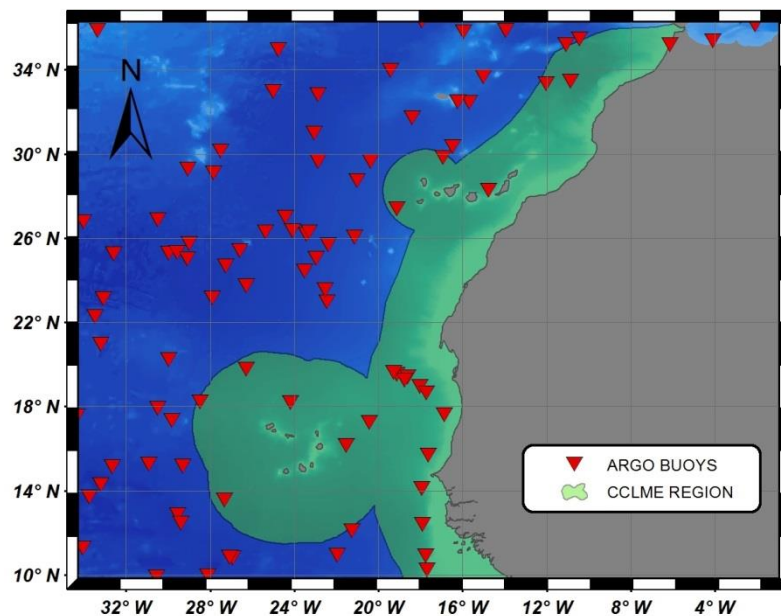 N
34° N
30° N
26° N
22° N
18° N
14° N
10° N
ARGO BUOYS
CCLME REGION
32° W 28° W 24° W 20° W 16° W 12° W 8° W 4° W